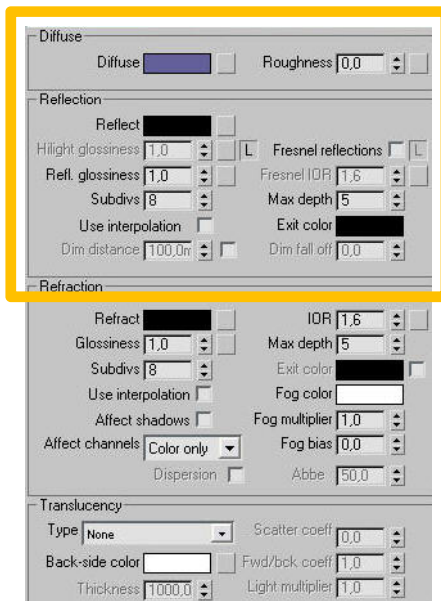 Diffuse
Diffuse Roughness 0,0
Reflection
Reflect
Hilight glossiness 1,0 L Fresnel reflections L
Refl. glossiness 1,0 Fresnel IOR 1,6
Subdivs 8 Max depth 5
Use interpolation Exit color
Dim distance 100,0m Dim fall off 0,0
Refraction
Refract IOR 1,6
Glossiness 1,0 Max depth 5
Subdivs 8 Exit color
Use interpolation Fog color
Affect shadows Fog multiplier 1,0
Affect channels Color only Fog bias 0,0
Dispersion Abbe 50,0
Translucency
Type None Scatter coeff 0,0
Back-side color Fwd/bck coeff 1,0
Thickness 1000,0 Light multiplier 1,0